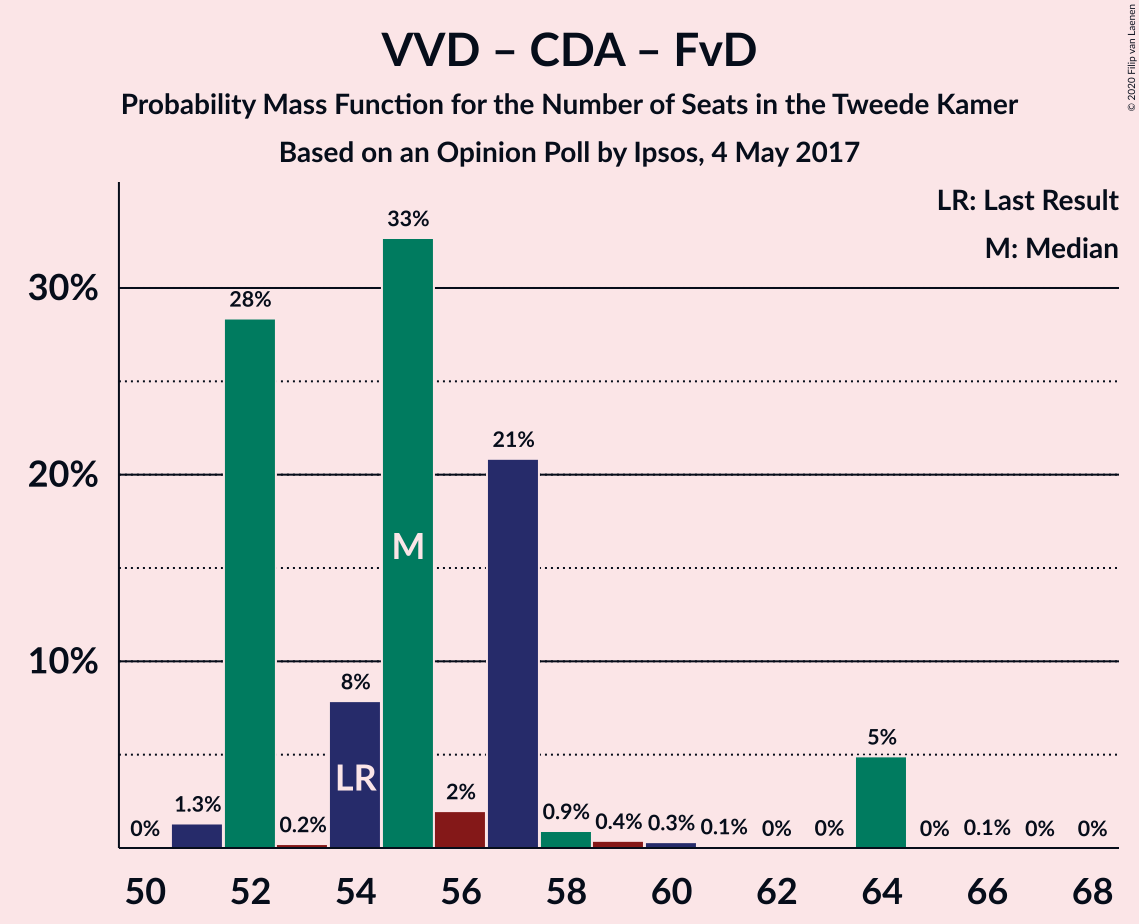 VVD – CDA – FvD
Probability Mass Function for the Number of Seats in the Tweede Kamer
Based on an Opinion Poll by Ipsos, 4 May 2017
© 2020 Filip van Laenen
LR: Last Result
M: Median
30%
20%
10%
0%
1.3%
28%
0.2%
8%
33%
2%
21%
0.9%
0.4%
0.3%
0.1%
0%
0%
5%
0%
0.1%
0%
0%
LR
M
50 52 54 56 58 60 62 64 66 68